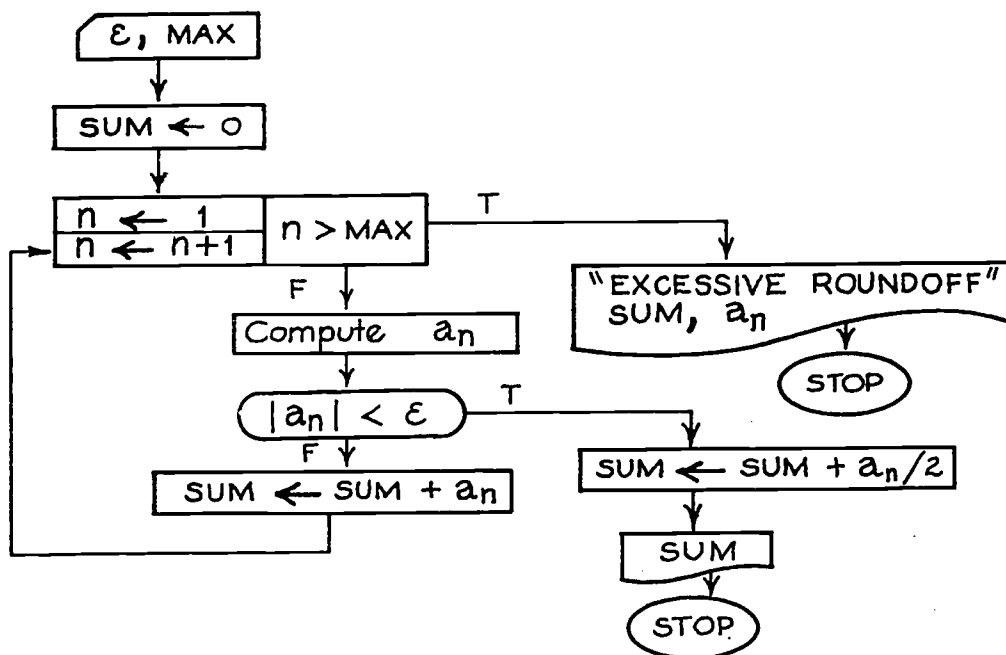 ε, MAX
SUM ← 0
n ← 1
n ← n+1
n > MAX
T
F
"EXCESSIVE ROUNDOFF"
SUM, an
STOP
Compute an
|an| < ε
T
F
SUM ← SUM + an
SUM ← SUM + an/2
SUM
STOP